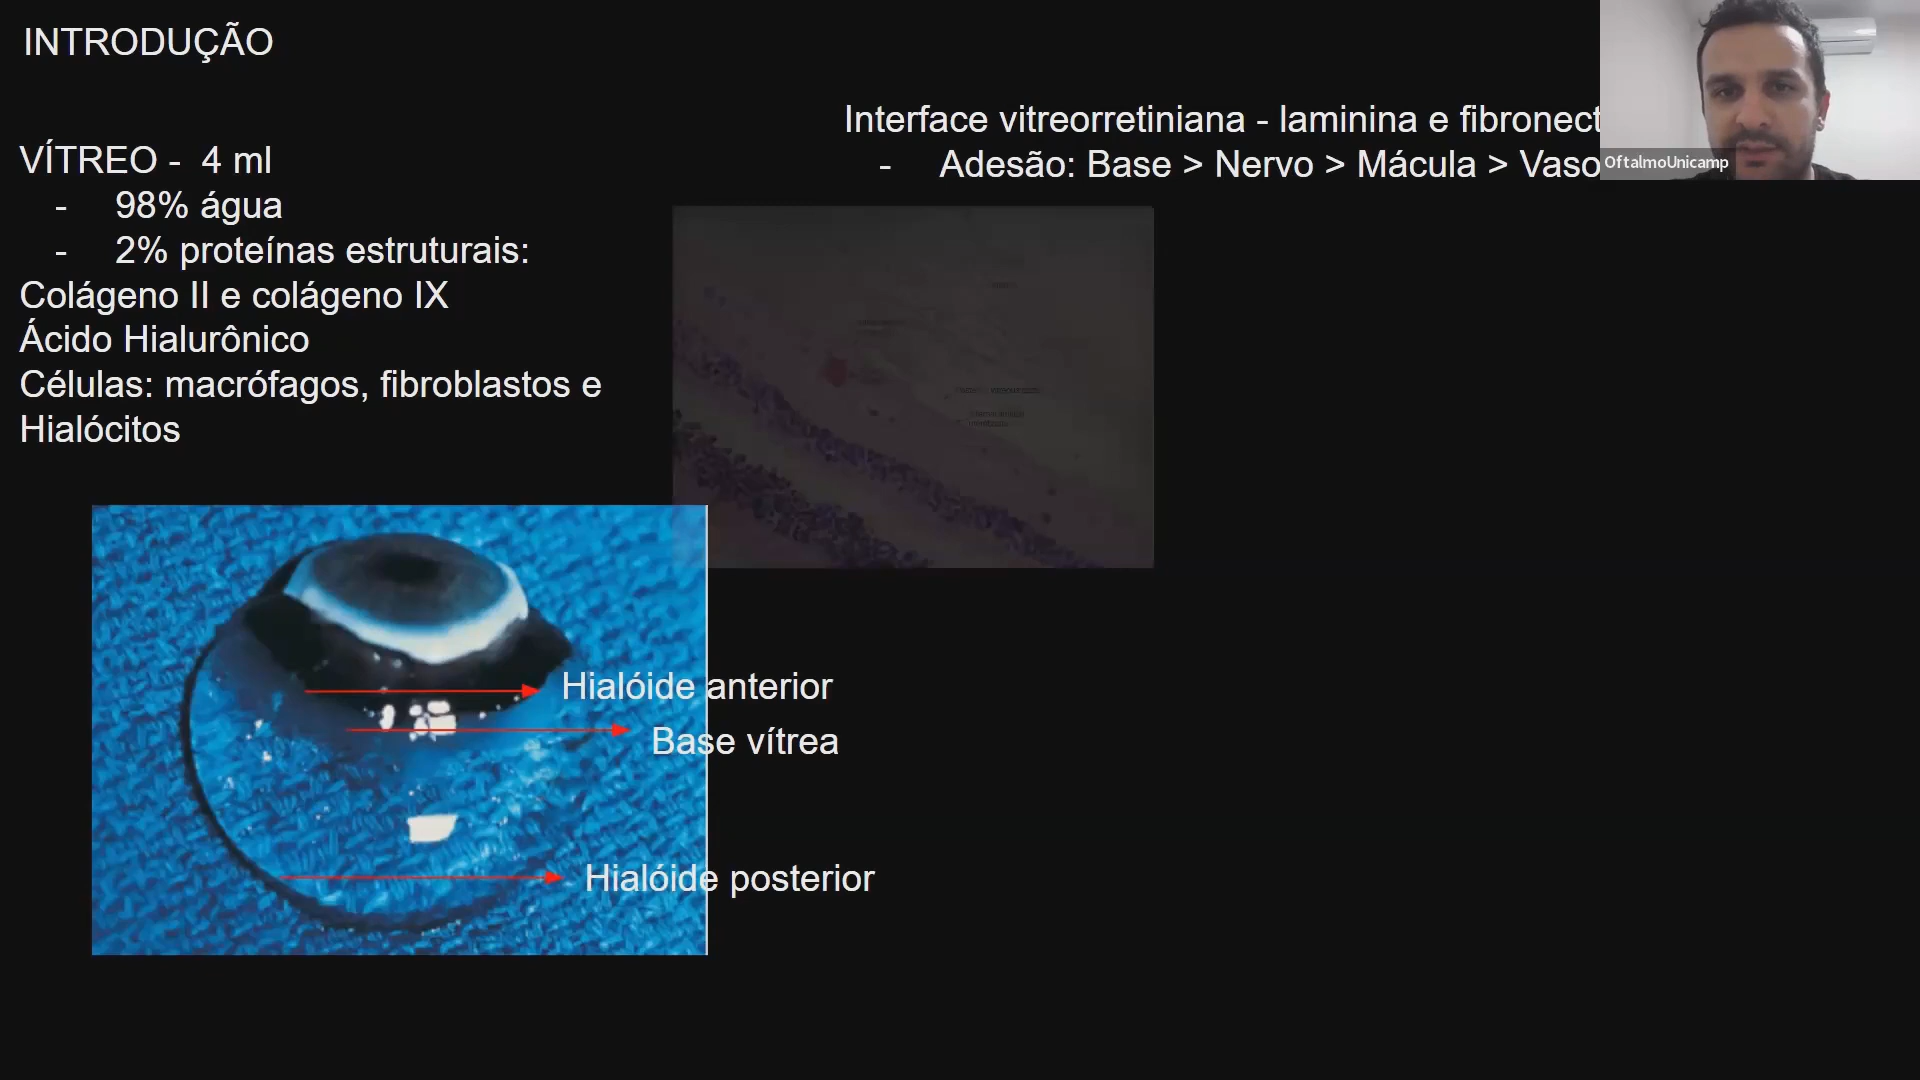 INTRODUÇÃO
VÍTREO - 4 ml
- 98% água
- 2% proteínas estruturais:
Colágeno II e colágeno IX
Ácido Hialurônico
Células: macrófagos, fibroblastos e
Hialócitos
Interface vitreorretiniana - laminina e fibronect
- Adesão: Base > Nervo > Mácula > Vaso
OftalmoUnicamp
Hialóide anterior
Base vítrea
Hialóide posterior